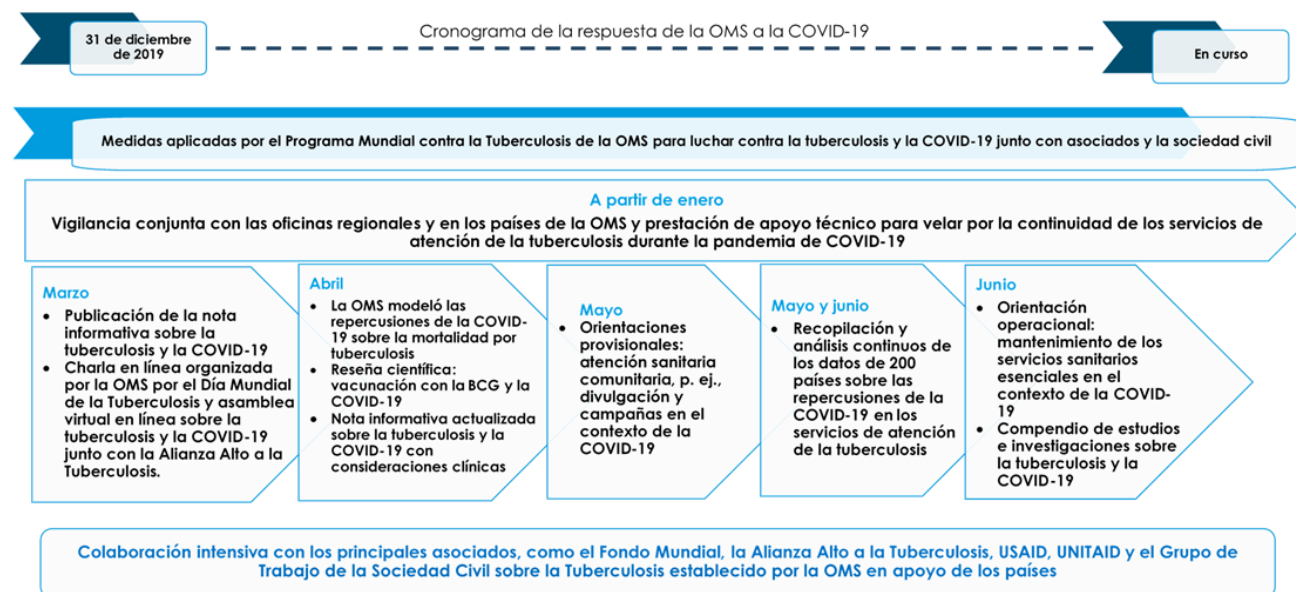 Cronograma de la respuesta de la OMS a la COVID-19
31 de diciembre
de 2019
En curso
Medidas aplicadas por el Programa Mundial contra la Tuberculosis de la OMS para luchar contra la tuberculosis y la COVID-19 junto con asociados y la sociedad civil
A partir de enero
Vigilancia conjunta con las oficinas regionales y en los países de la OMS y prestación de apoyo técnico para velar por la continuidad de los servicios de
atención de la tuberculosis durante la pandemia de COVID-19
Marzo
• Publicación de la nota
informativa sobre la
tuberculosis y la COVID-19
• Charla en línea organizada
por la OMS por el Día Mundial
de la Tuberculosis y asamblea
virtual en línea sobre la
tuberculosis y la COVID-19
junto con la Alianza Alto a la
Tuberculosis.
Abril
• La OMS modeló las
repercusiones de la COVID-
19 sobre la mortalidad por
tuberculosis
• Reseña científica:
vacunación con la BCG y la
COVID-19
• Nota informativa actualizada
sobre la tuberculosis y la
COVID-19 con
consideraciones clínicas
Mayo
• Orientaciones
provisionales:
atención sanitaria
comunitaria, p. ej.,
divulgación y
campañas en el
contexto de la
COVID-19
Mayo y junio
• Recopilación y
análisis continuos de
los datos de 200
países sobre las
repercusiones de la
COVID-19 en los
servicios de atención
de la tuberculosis
Junio
• Orientación
operacional:
mantenimiento de los
servicios sanitarios
esenciales en el
contexto de la COVID-
19
• Compendio de estudios
e investigaciones sobre
la tuberculosis y la
COVID-19
Colaboración intensiva con los principales asociados, como el Fondo Mundial, la Alianza Alto a la Tuberculosis, USAID, UNITAID y el Grupo de
Trabajo de la Sociedad Civil sobre la Tuberculosis establecido por la OMS en apoyo de los países